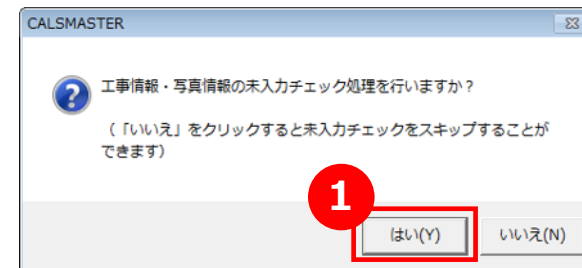 CALSMASTER
工事情報・写真情報の未入力チェック処理を行いますか？
（「いいえ」をクリックすると未入力チェックをスキップすることが
できます）
1
はい(Y)
いいえ(N)